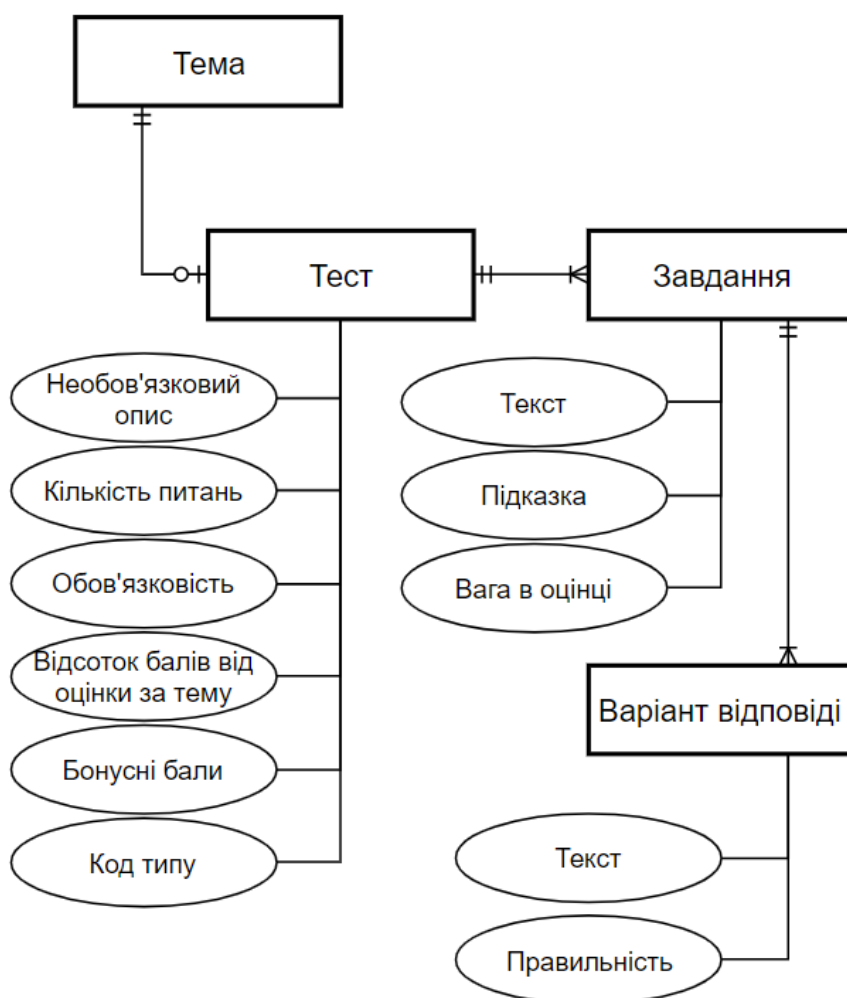 Тема
Тест
Завдання
Необов'язковий
опис
Кількість питань
Обов'язковість
Відсоток балів від
оцінки за тему
Бонусні бали
Код типу
Текст
Підказка
Вага в оцінці
Варіант відповіді
Текст
Правильність